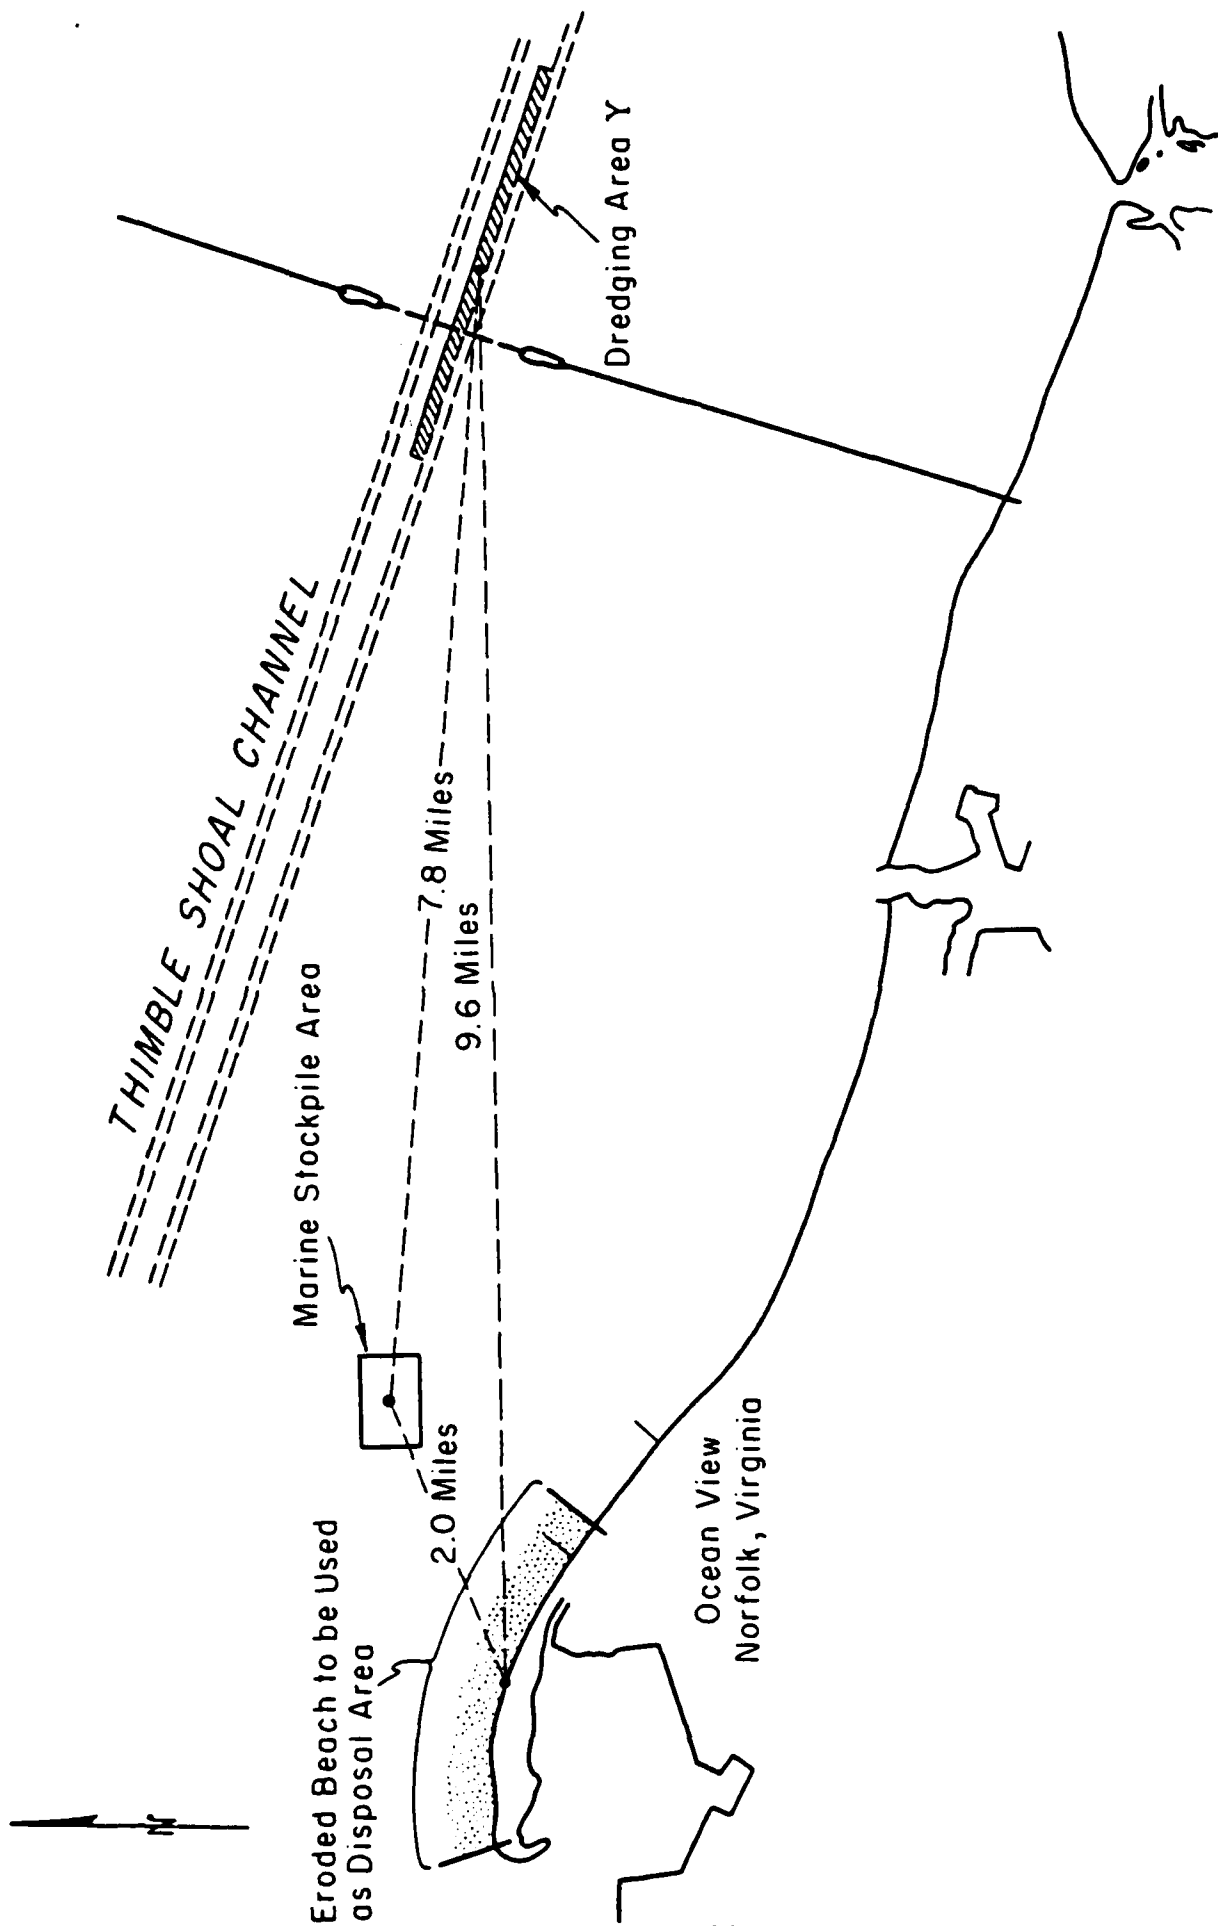 N
THIMBLE SHOAL CHANNEL
Eroded Beach to be Used
as Disposal Area
Marine Stockpile Area
2.0 Miles
7.8 Miles
9.6 Miles
Dredging Area Y
Ocean View
Norfolk, Virginia